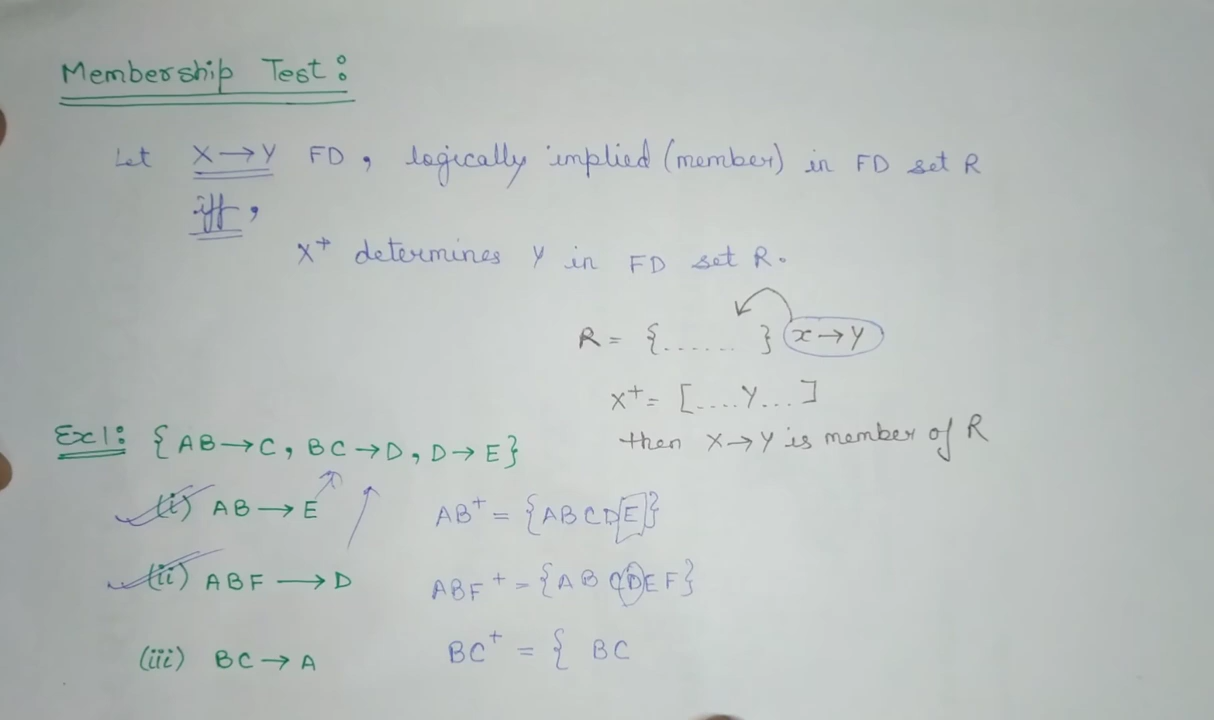 Membership Test:
Let X→Y FD, logically implied (member) in FD set R
iff,
X⁺ determines Y in FD set R.
R = {...... } x→Y
X⁺= [....Y...]
then X→Y is member of R
Ex1: {AB→C, BC→D, D→E}
(i) AB→E AB⁺ = {ABCDE}
(ii) ABF→D ABF⁺ = {ABCDEF}
(iii) BC→A BC⁺ = { BC